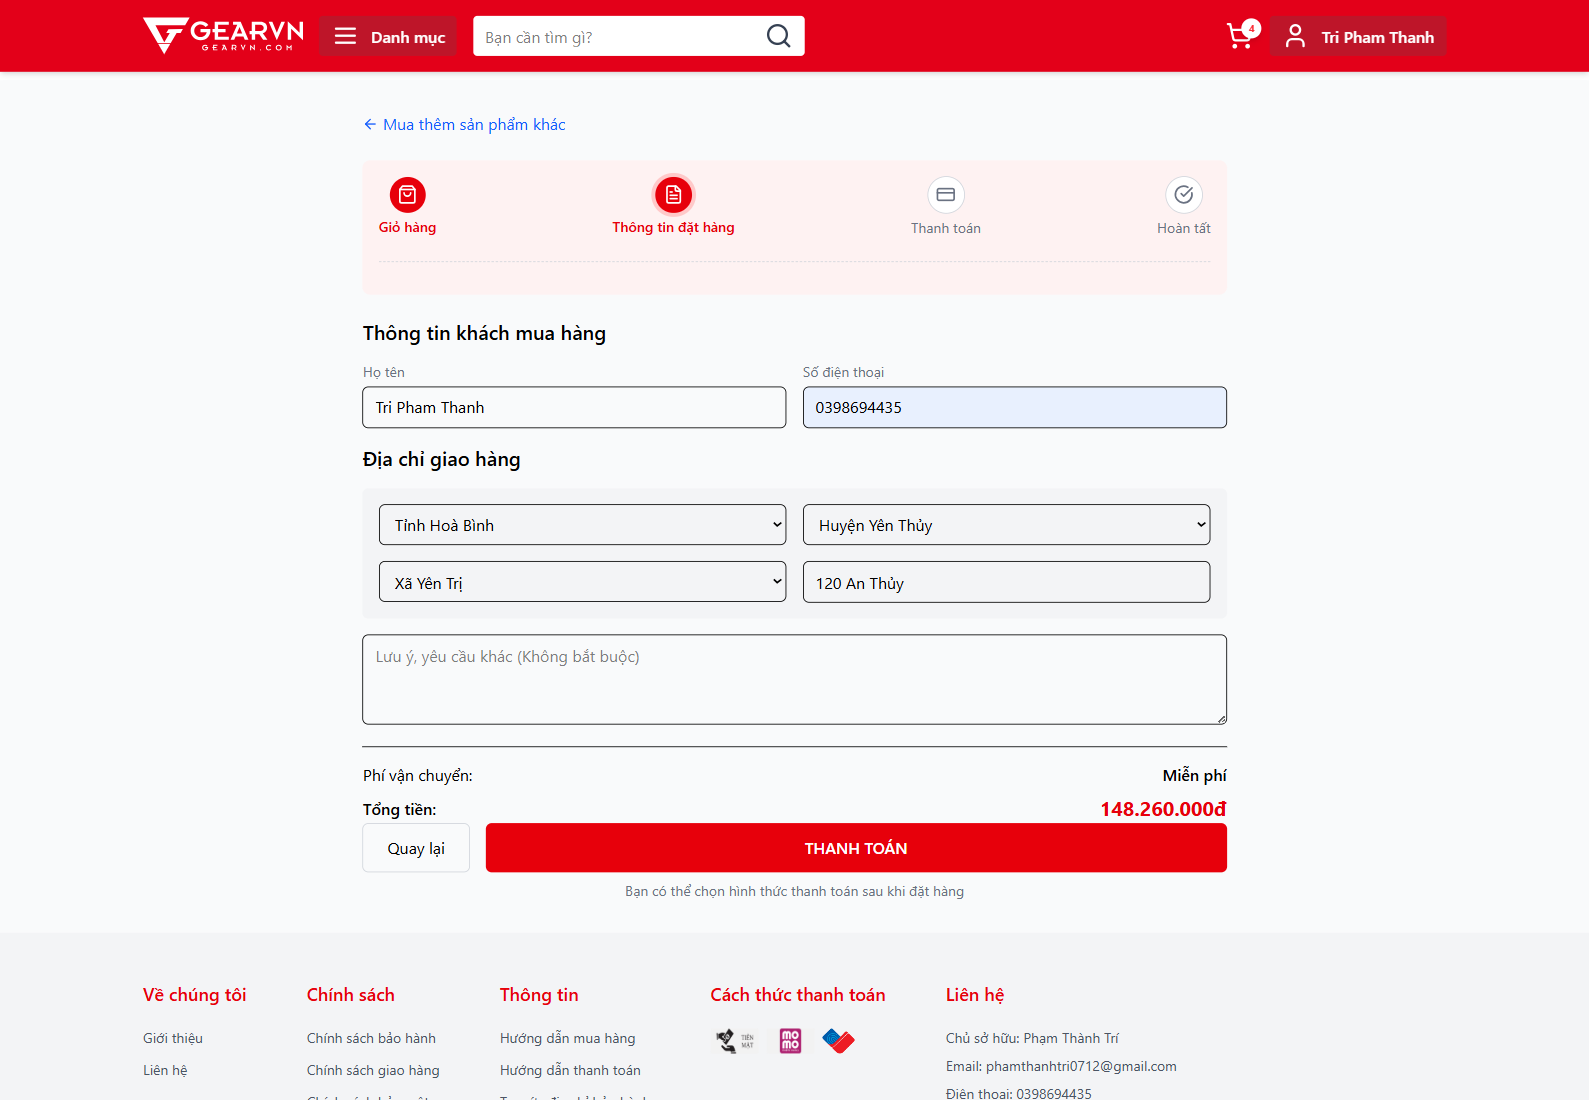 GEARVN
GEARVN.COM
Danh mục
Bạn cần tìm gì?
4
Tri Pham Thanh
Mua thêm sản phẩm khác
Giỏ hàng
Thông tin đặt hàng
Thanh toán
Hoàn tất
Thông tin khách mua hàng
Họ tên
Số điện thoại
Tri Pham Thanh
0398694435
Địa chỉ giao hàng
Tỉnh Hoà Bình
Huyện Yên Thủy
Xã Yên Trị
120 An Thủy
Lưu ý, yêu cầu khác (Không bắt buộc)
Phí vận chuyển:
Miễn phí
Tổng tiền:
148.260.000đ
Quay lại
THANH TOÁN
Bạn có thể chọn hình thức thanh toán sau khi đặt hàng
Về chúng tôi
Giới thiệu
Liên hệ
Chính sách
Chính sách bảo hành
Chính sách giao hàng
Thông tin
Hướng dẫn mua hàng
Hướng dẫn thanh toán
Cách thức thanh toán
TIỀN
MẶT
mo
mo
Liên hệ
Chủ sở hữu: Phạm Thành Trí
Email: phamthanhtri0712@gmail.com
Điện thoại: 0398694435